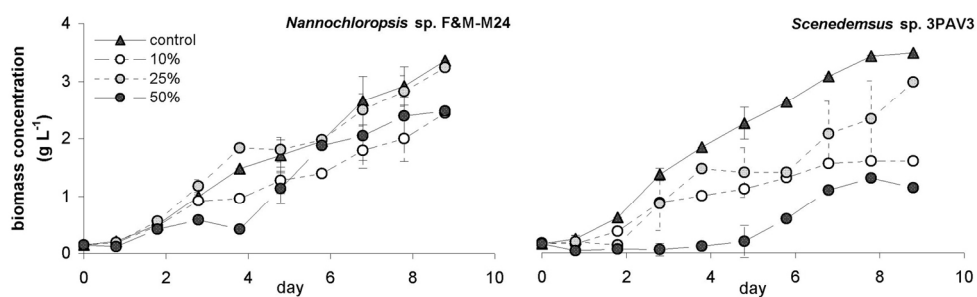 Nannochloropsis sp. F&M-M24
Scenedemsus sp. 3PAV3
biomass concentration
(g L-1)
4
3
2
1
0
control
10%
25%
50%
0 2 4 6 8 10
day
0 2 4 6 8 10
day